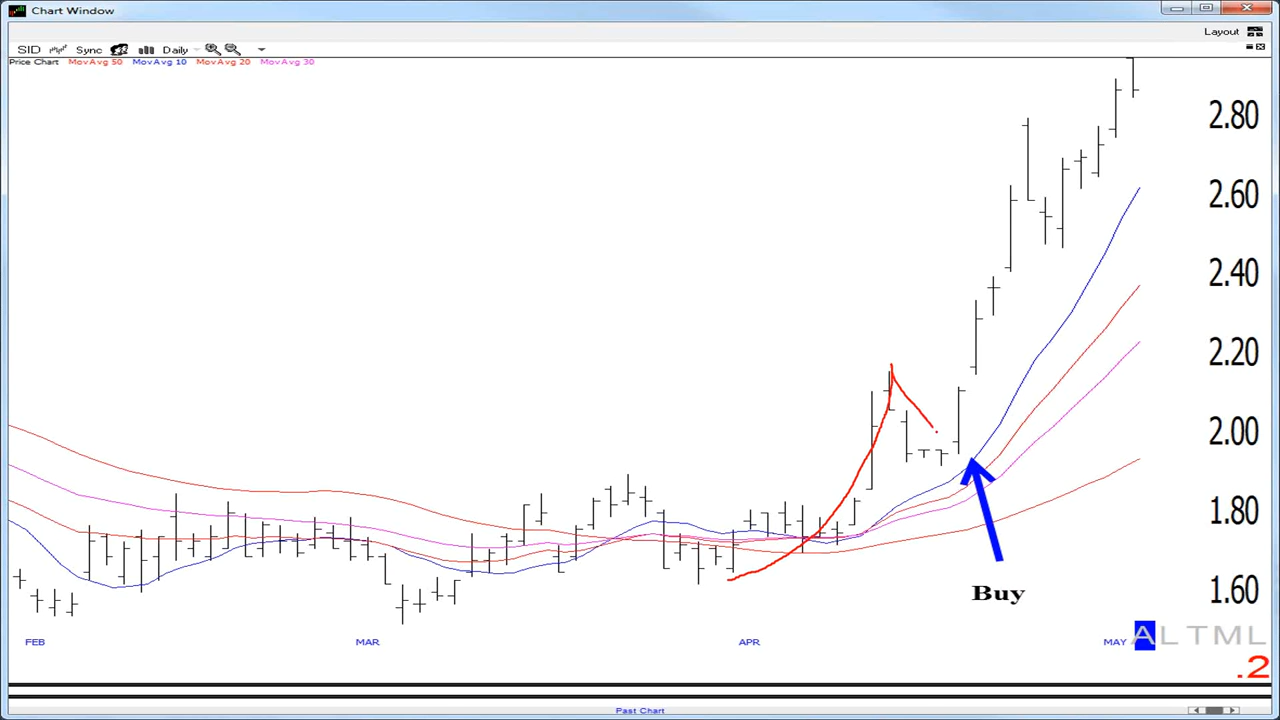 Chart Window
Layout
SID Sync Daily
Price Chart MovAvg 50 MovAvg 10 MovAvg 20 MovAvg 30
2.80
2.60
2.40
2.20
2.00
1.80
1.60
Buy
FEB MAR APR MAY
ALTML
.2
Past Chart